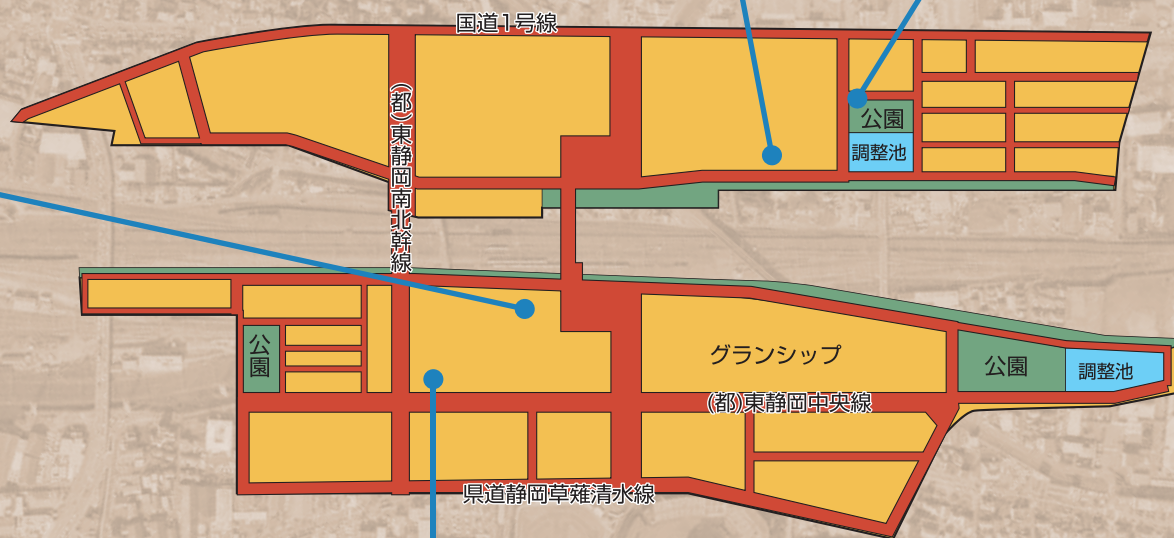 国道1号線
(都)東静岡南北幹線
公園
調整池
公園
グランシップ
公園
調整池
(都)東静岡中央線
県道静岡草薙清水線